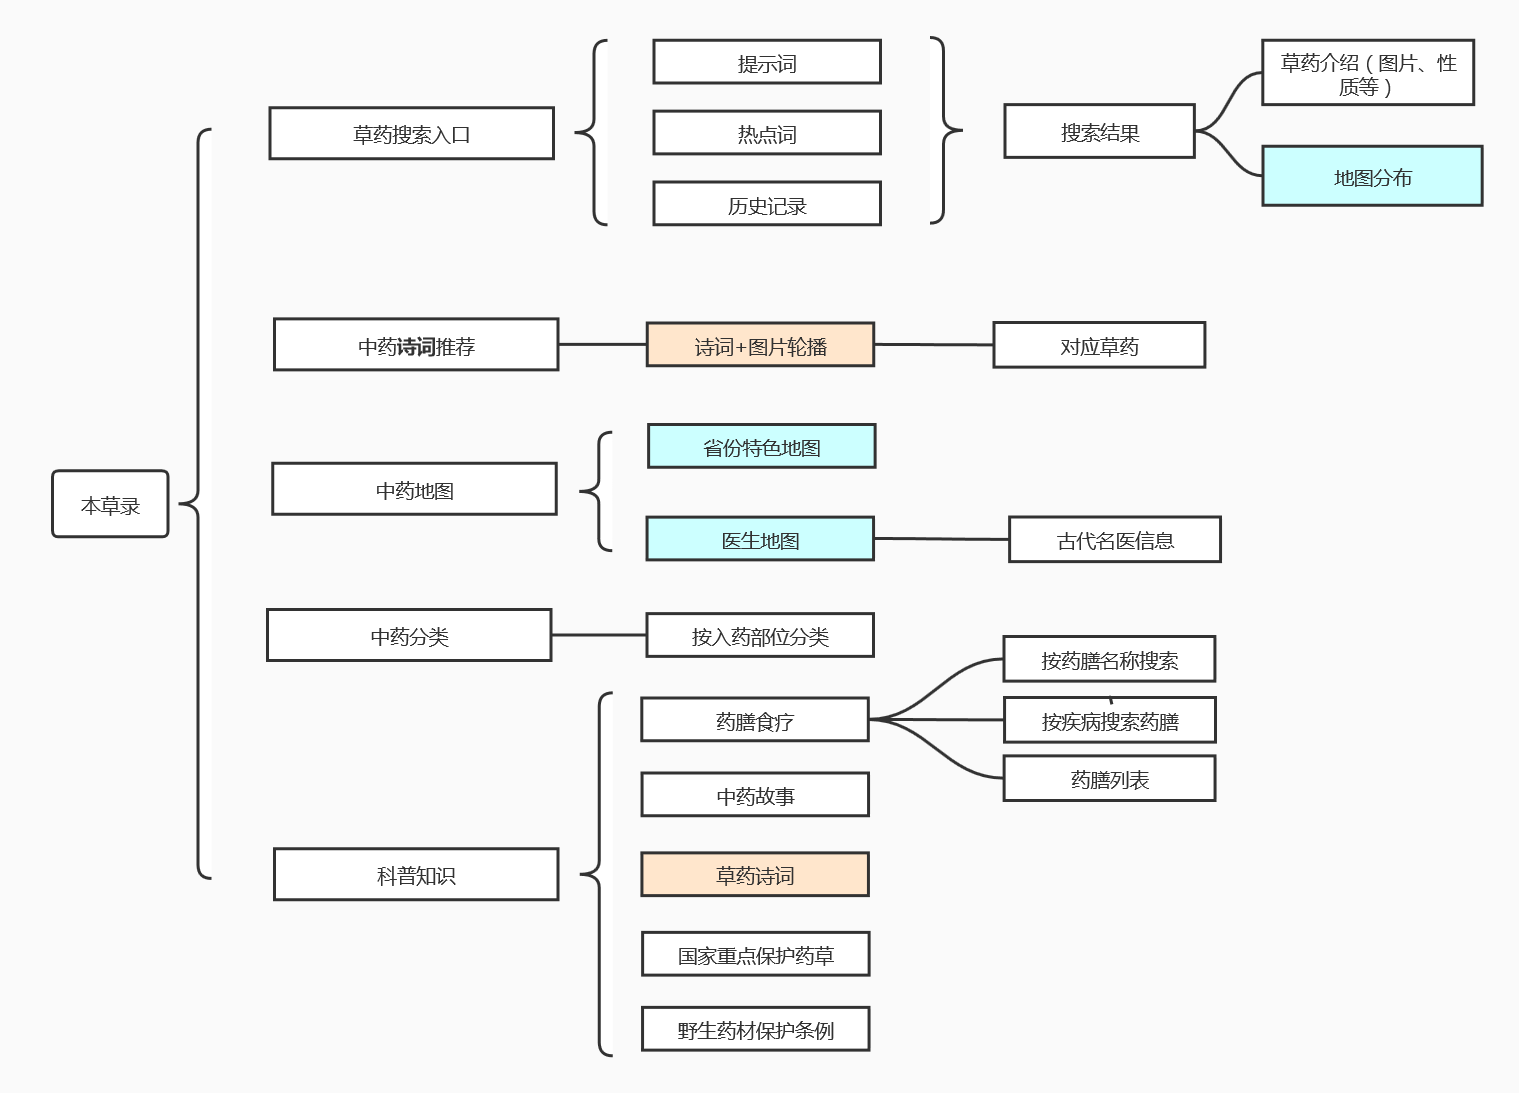 本草录
草药搜索入口
提示词
热点词
历史记录
搜索结果
草药介绍（图片、性
质等）
地图分布
中药诗词推荐
诗词+图片轮播
对应草药
中药地图
省份特色地图
医生地图
古代名医信息
中药分类
按入药部位分类
科普知识
药膳食疗
按药膳名称搜索
按疾病搜索药膳
药膳列表
中药故事
草药诗词
国家重点保护药草
野生药材保护条例